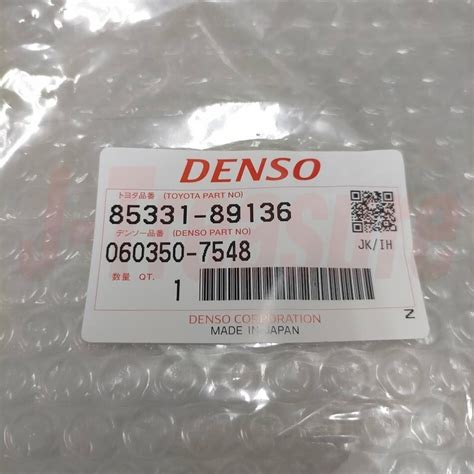 DENSO
トヨタ品番 (TOYOTA PART NO)
85331-89136
デンソー品番 (DENSO PART NO)
060350-7548
JK/IH
数量 QT. 1
DENSO CORPORATION
MADE IN JAPAN
Z